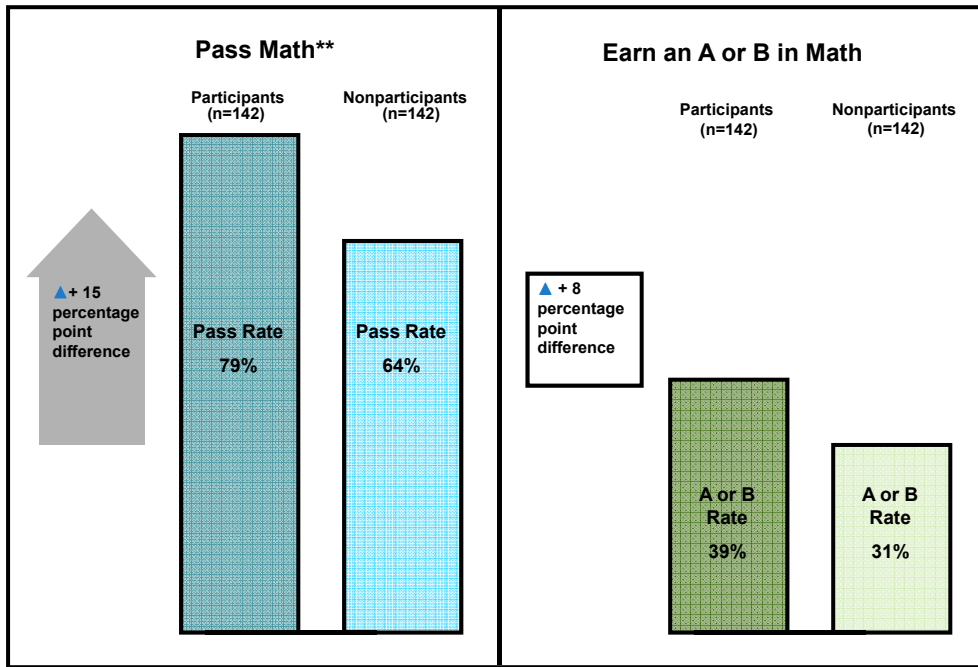 Pass Math**
Participants
(n=142)
Nonparticipants
(n=142)
▲+ 15
percentage
point
difference
Pass Rate
79%
Pass Rate
64%
Earn an A or B in Math
Participants
(n=142)
Nonparticipants
(n=142)
▲ + 8
percentage
point
difference
A or B
Rate
39%
A or B
Rate
31%